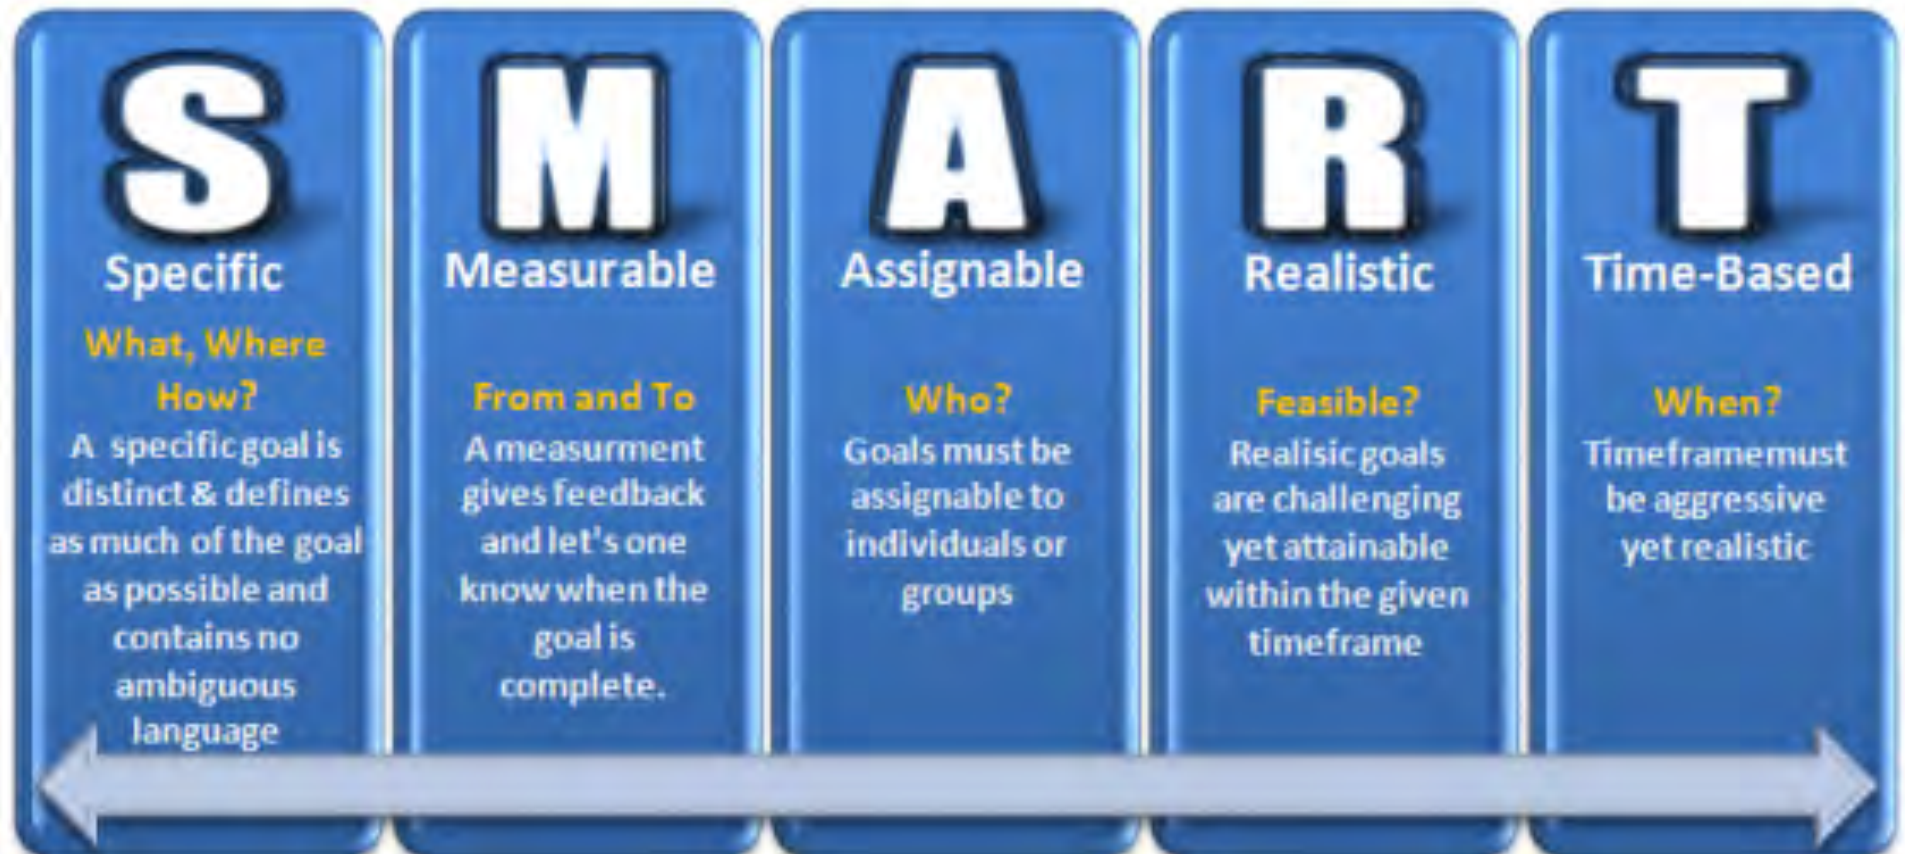 S
Specific
What, Where
How?
A specific goal is
distinct & defines
as much of the goal
as possible and
contains no
ambiguous
language
M
Measurable
From and To
A measurment
gives feedback
and let's one
know when the
goal is
complete.
A
Assignable
Who?
Goals must be
assignable to
individuals or
groups
R
Realistic
Feasible?
Realisic goals
are challenging
yet attainable
within the given
timeframe
T
Time-Based
When?
Timeframe must
be aggressive
yet realistic